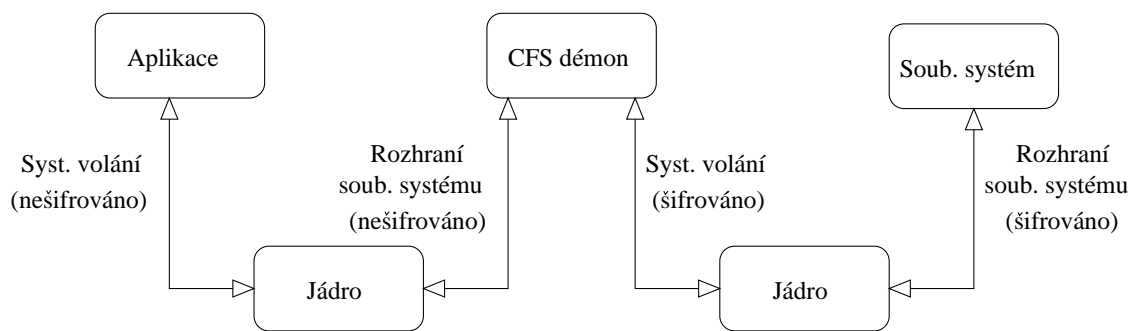 Aplikace
CFS démon
Soub. systém
Syst. volání
(nešifrováno)
Rozhraní
soub. systému
(nešifrováno)
Syst. volání
(šifrováno)
Rozhraní
soub. systému
(šifrováno)
Jádro
Jádro